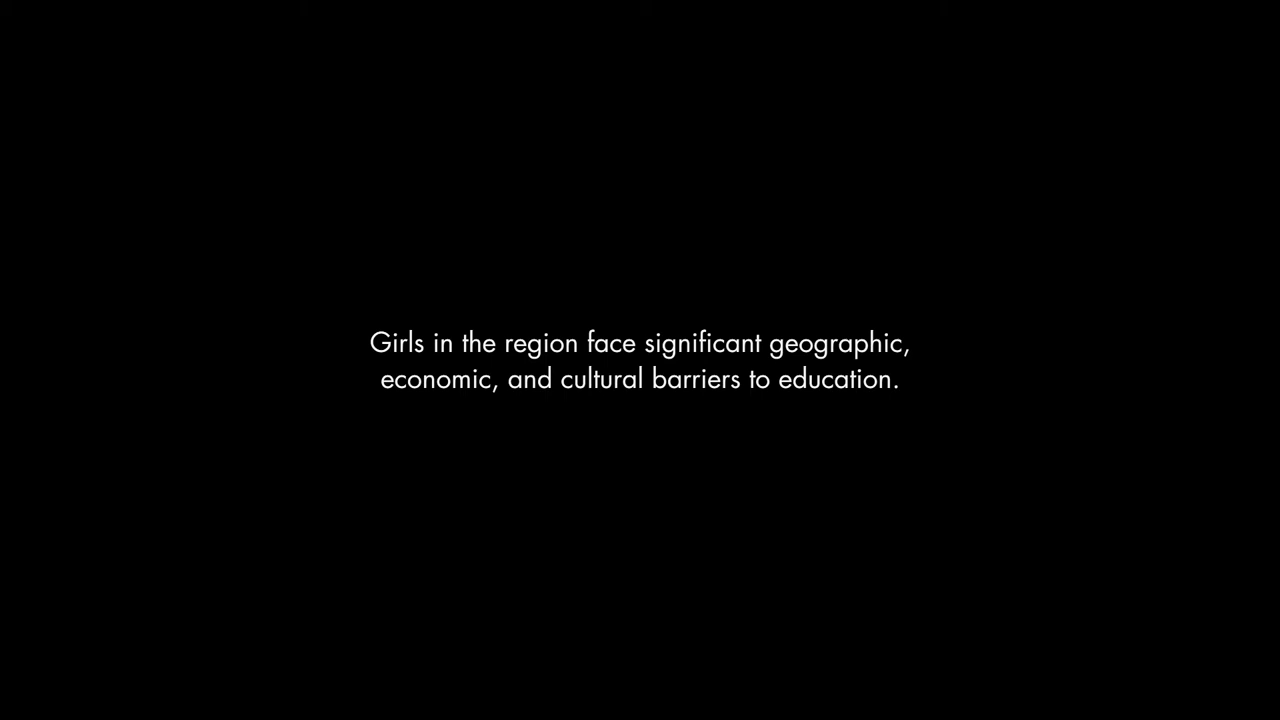 Girls in the region face significant geographic,
economic, and cultural barriers to education.